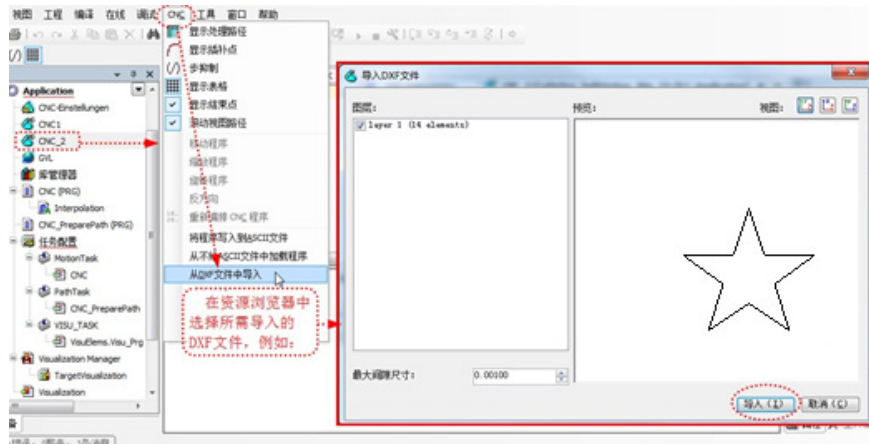 视图 工程 编译 在线 调试 CNC 工具 窗口 帮助
显示处理路径
显示插补点
步抑制
显示表格
显示结束点
滚动视图路径
移动程序
缩放程序
旋转程序
反方向
重新编排 CNC 程序
将程序写入到ASCII文件
从不的ASCII文件中加载程序
从DXF文件中导入
在资源浏览器中
选择所需导入的
DXF文件，例如：
Application
CNC-Einstellungen
CNC1
CNC_2
GVL
库管理器
CNC (PRG)
Interpolation
CNC_PreparePath (PRG)
任务配置
MotionTask
CNC
PathTask
CNC_PreparePath
VISU_TASK
VisuElems.Visu_Prg
Visualization Manager
TargetVisualization
Visualization
导入DXF文件
图层：
预览：
视图：
layer 1 (14 elements)
最大间隙尺寸：
0.00100
导入 (I)
取消 (C)